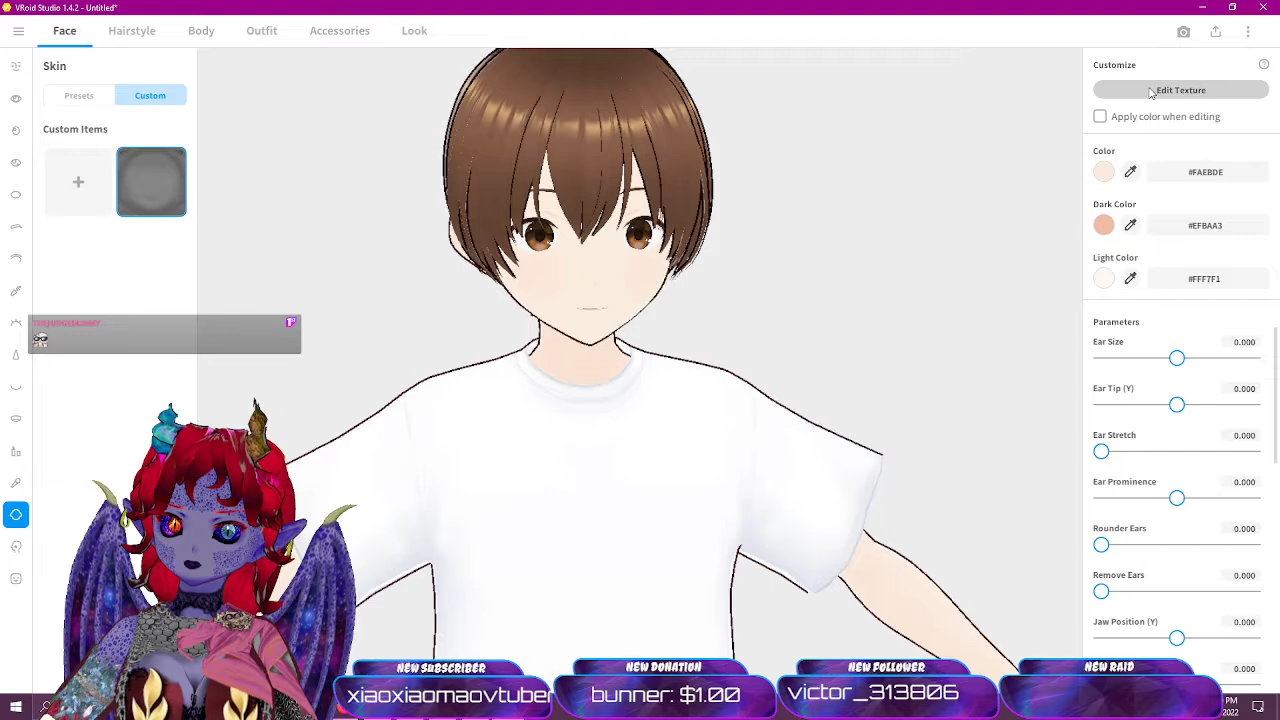 VRoid Studio 1.4.2 - Untitled*
Face
Hairstyle
Body
Outfit
Accessories
Look
Skin
Presets
Custom
Custom Items
+
Customize
Edit Texture
Apply color when editing
Color
#FAEBDE
Dark Color
#EFBAA3
Light Color
#FFF7F1
Parameters
Ear Size
0.000
Ear Tip (Y)
0.000
Ear Stretch
0.000
Ear Prominence
0.000
Rounder Ears
0.000
Remove Ears
0.000
Jaw Position (Y)
0.000
0.000
NEW SUBSCRIBER
xiaoxiaomaovtuber
NEW DONATION
bunner: $1.00
NEW FOLLOWER
victor_313806
NEW RAID
PM